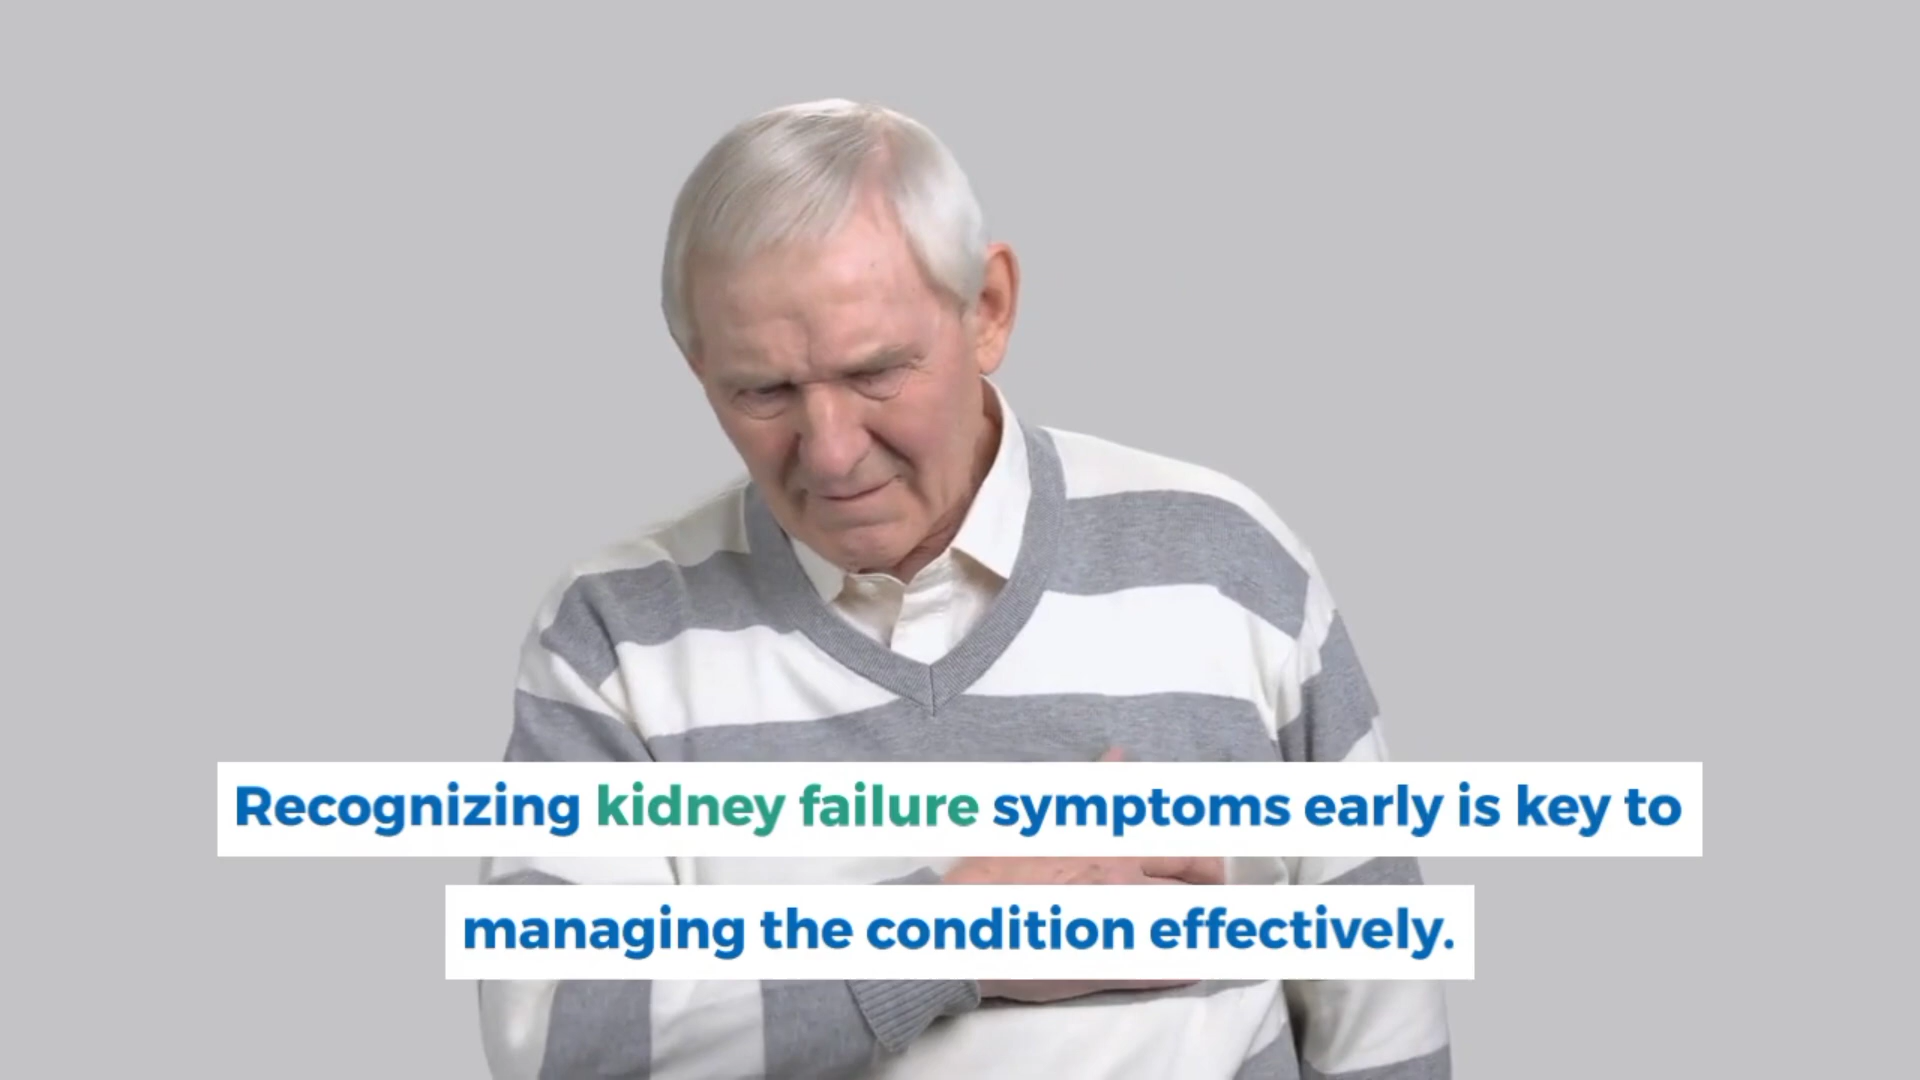 Recognizing kidney failure symptoms early is key to
managing the condition effectively.